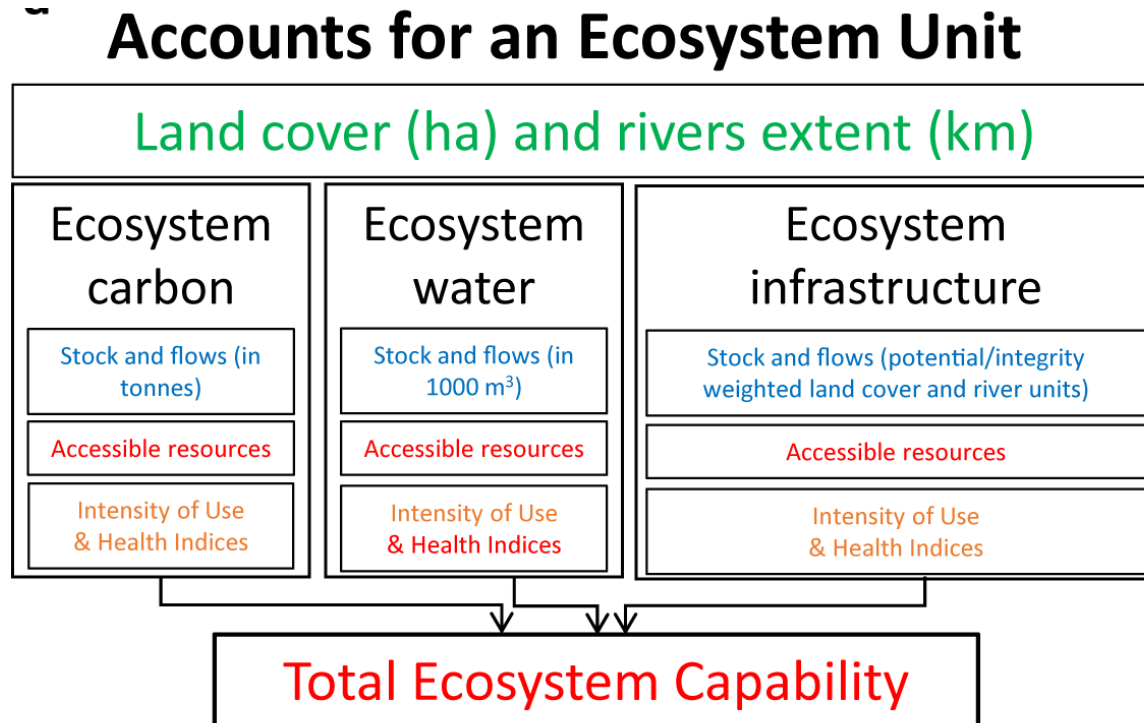 Accounts for an Ecosystem Unit
Land cover (ha) and rivers extent (km)
Ecosystem
carbon
Stock and flows (in
tonnes)
Accessible resources
Intensity of Use
& Health Indices
Ecosystem
water
Stock and flows (in
1000 m³)
Accessible resources
Intensity of Use
& Health Indices
Ecosystem
infrastructure
Stock and flows (potential/integrity
weighted land cover and river units)
Accessible resources
Intensity of Use
& Health Indices
Total Ecosystem Capability